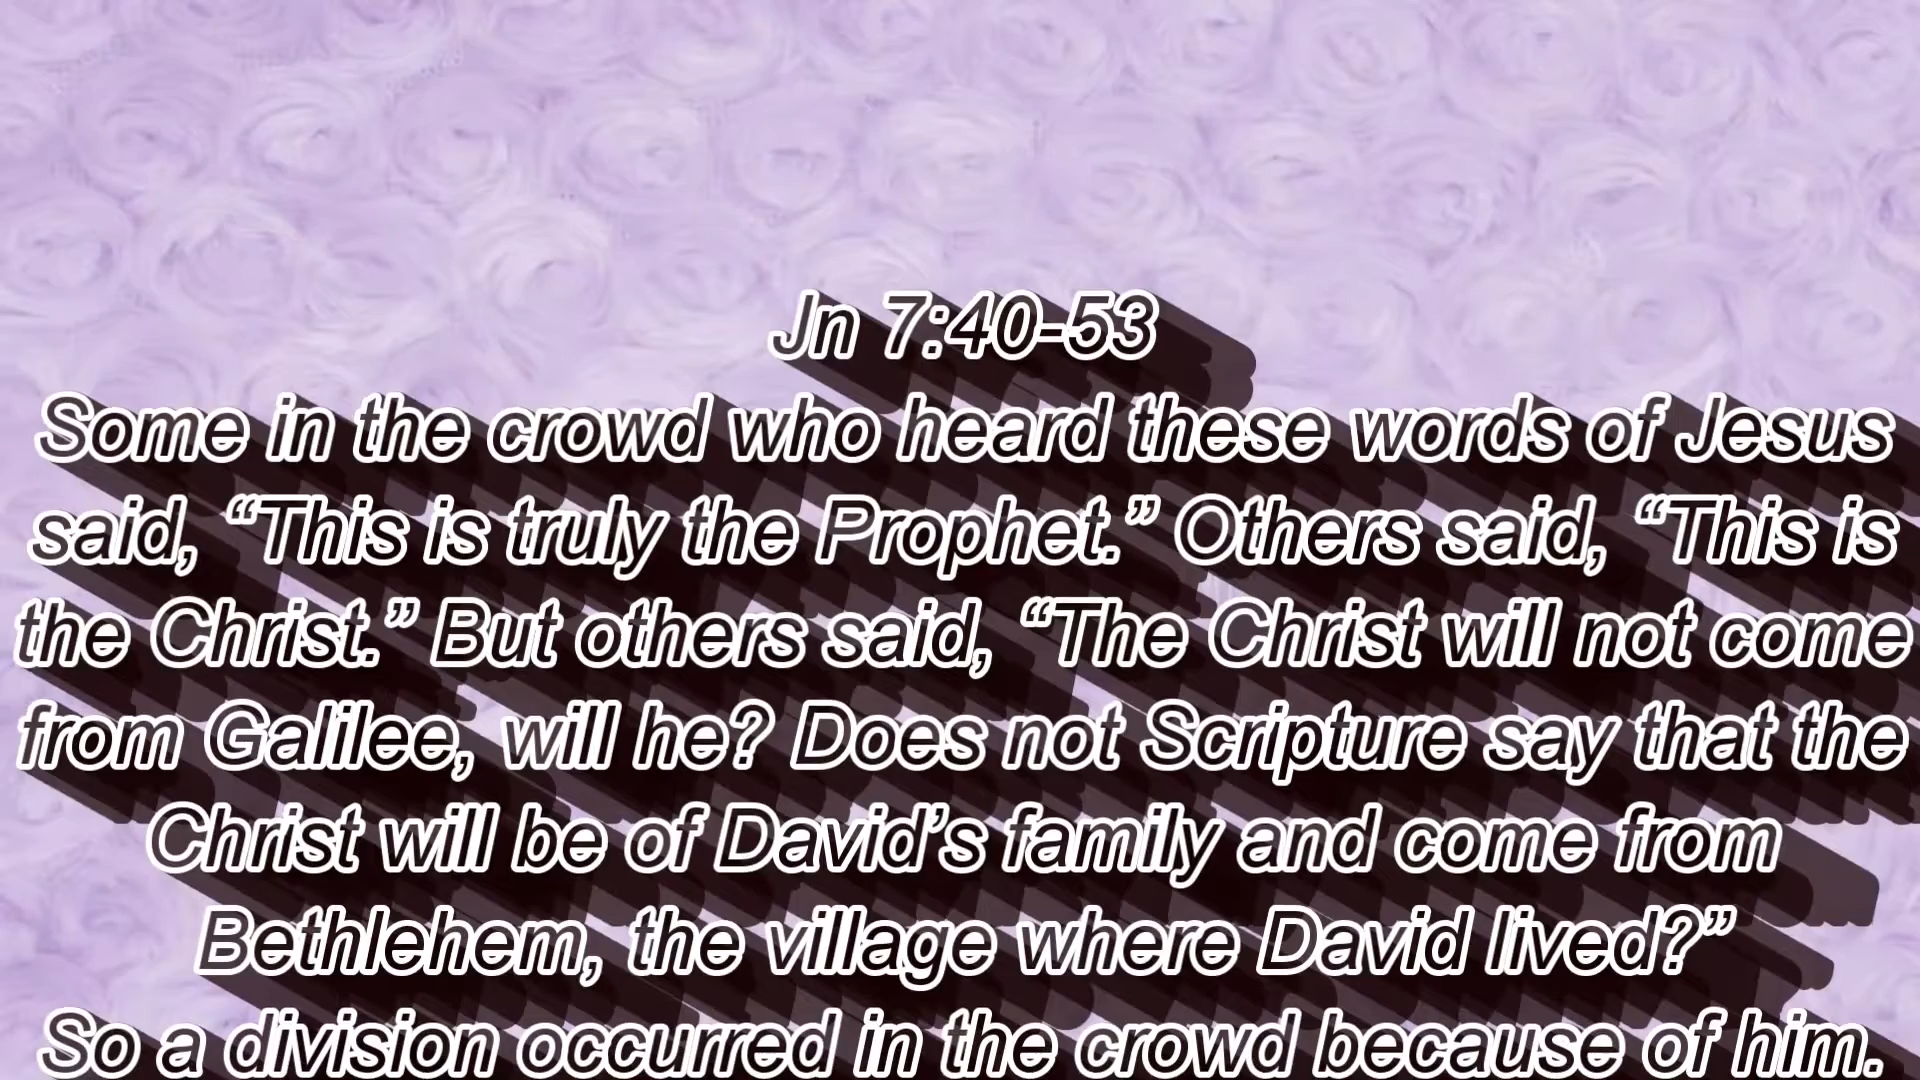 Jn 7:40-53
Some in the crowd who heard these words of Jesus
said, “This is truly the Prophet.” Others said, “This is
the Christ.” But others said, “The Christ will not come
from Galilee, will he? Does not Scripture say that the
Christ will be of David’s family and come from
Bethlehem, the village where David lived?”
So a division occurred in the crowd because of him.